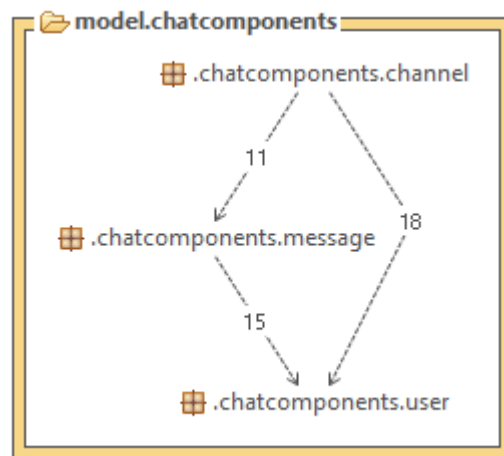 model.chatcomponents
.chatcomponents.channel
11
.chatcomponents.message
18
15
.chatcomponents.user